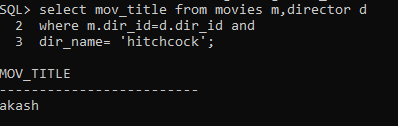 SQL> select mov_title from movies m,director d
2 where m.dir_id=d.dir_id and
3 dir_name= 'hitchcock';
MOV_TITLE
-------------------------
akash